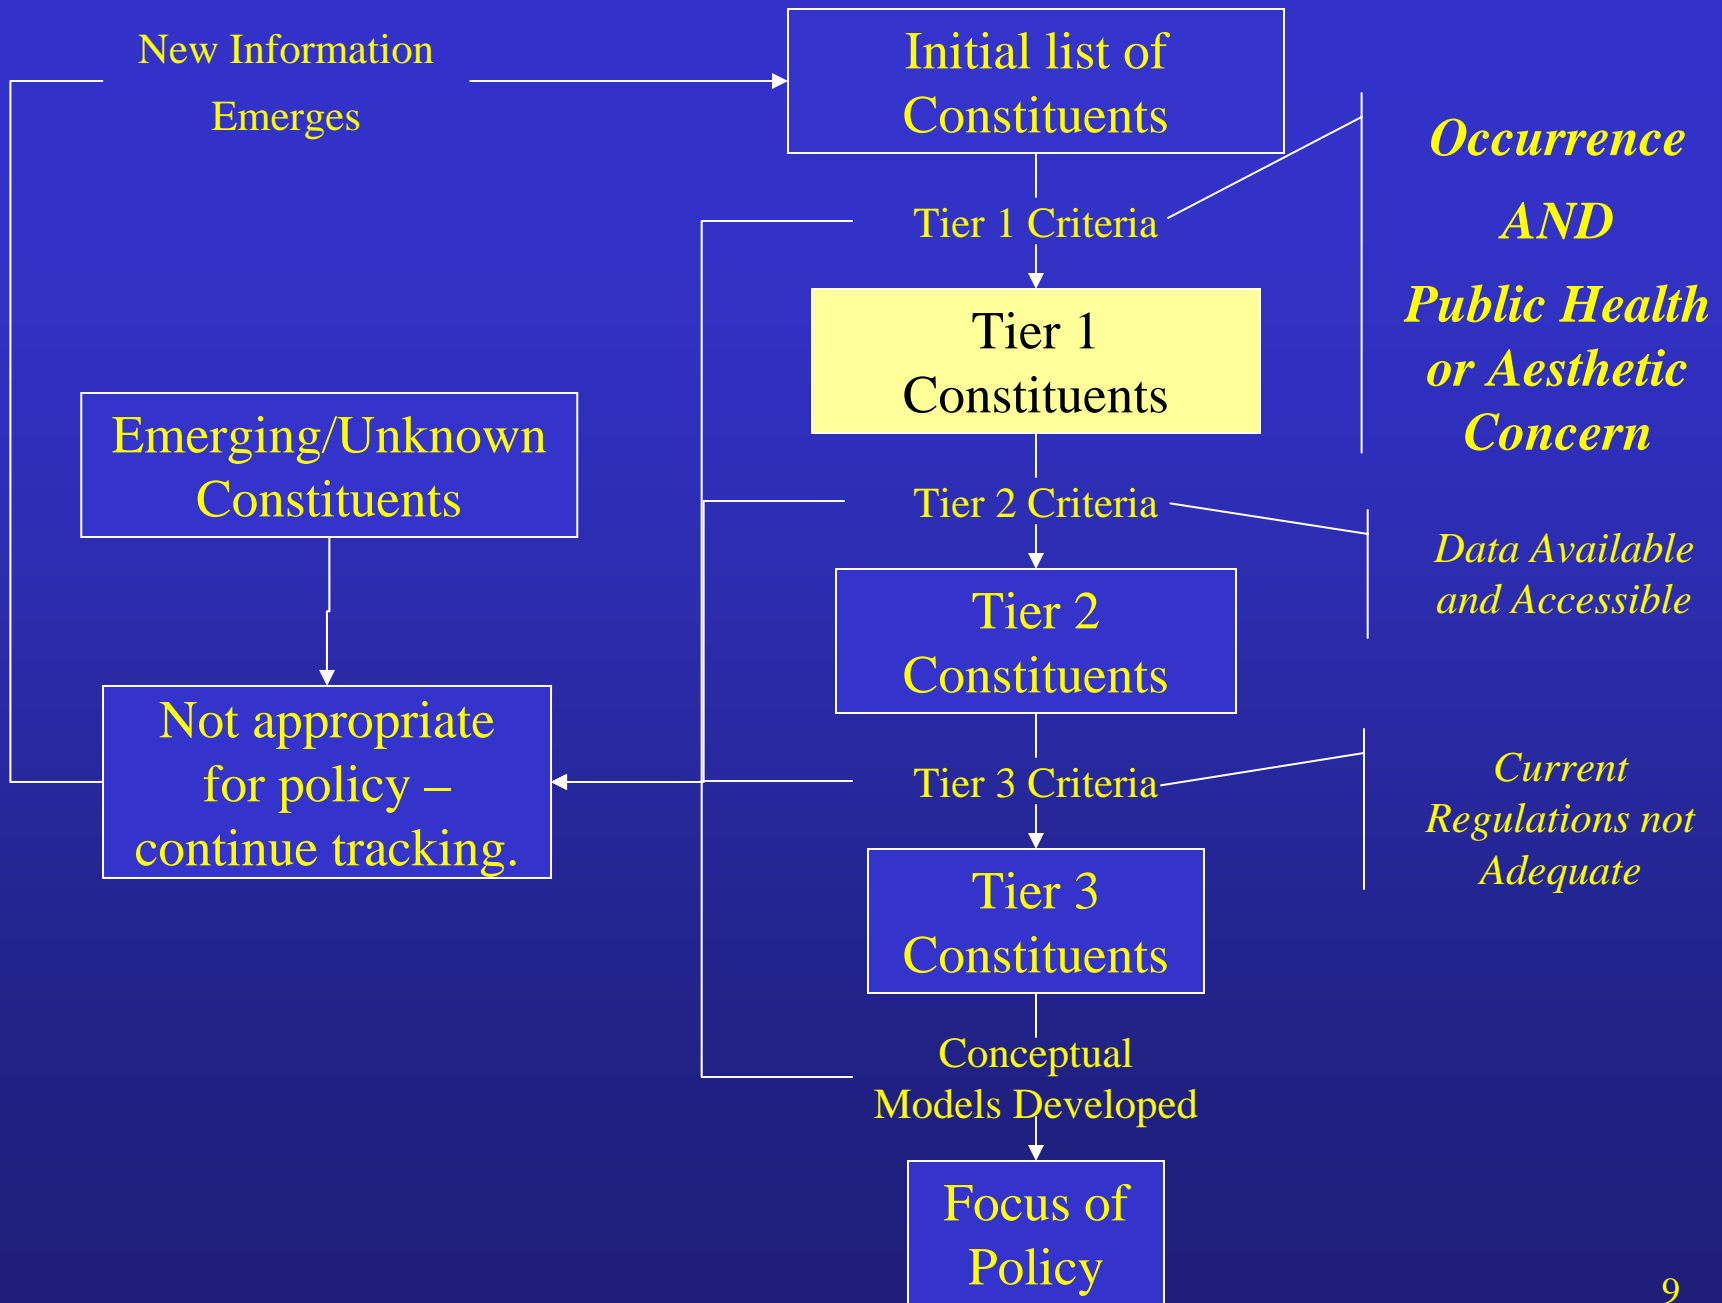 New Information
Emerges
Initial list of
Constituents
Occurrence
AND
Public Health
or Aesthetic
Concern
Tier 1 Criteria
Tier 1
Constituents
Emerging/Unknown
Constituents
Tier 2 Criteria
Data Available
and Accessible
Tier 2
Constituents
Not appropriate
for policy –
continue tracking.
Tier 3 Criteria
Current
Regulations not
Adequate
Tier 3
Constituents
Conceptual
Models Developed
Focus of
Policy
9